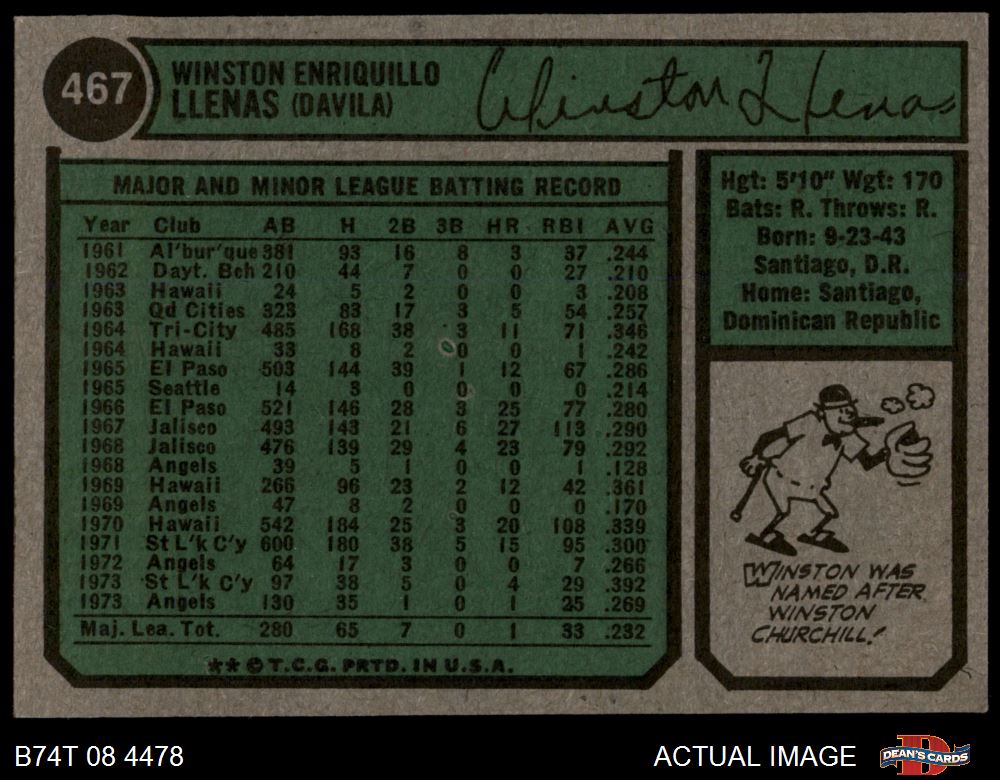 467
WINSTON ENRIQUILLO
LLENAS (DAVILA)
Winston Llenas
MAJOR AND MINOR LEAGUE BATTING RECORD
Year Club AB H 2B 3B HR RBI AVG
1961 Al'bur'que 381 93 16 8 3 37 .244
1962 Dayt. Bch 210 44 7 0 0 27 .210
1963 Hawaii 24 5 2 0 0 3 .208
1963 Qd Cities 323 83 17 3 5 54 .257
1964 Tri-City 485 168 38 3 11 71 .346
1964 Hawaii 33 8 2 0 0 1 .242
1965 El Paso 503 144 39 1 12 67 .286
1965 Seattle 14 3 0 0 0 0 .214
1966 El Paso 521 146 28 3 25 77 .280
1967 Jalisco 493 143 21 6 27 113 .290
1968 Jalisco 476 139 29 4 23 79 .292
1968 Angels 39 5 1 0 0 1 .128
1969 Hawaii 266 96 23 2 12 42 .361
1969 Angels 47 8 2 0 0 0 .170
1970 Hawaii 542 184 25 3 20 108 .339
1971 St L'k C'y 600 180 38 5 15 95 .300
1972 Angels 64 17 3 0 0 7 .266
1973 St L'k C'y 97 38 5 0 4 29 .392
1973 Angels 130 35 1 0 1 25 .269
Maj. Lea. Tot. 280 65 7 0 1 33 .232
** © T.C.G. PRTD. IN U.S.A.
Hgt: 5'10" Wgt: 170
Bats: R. Throws: R.
Born: 9-23-43
Santiago, D.R.
Home: Santiago,
Dominican Republic
WINSTON WAS
NAMED AFTER
WINSTON
CHURCHILL!
B74T 08 4478
ACTUAL IMAGE
DEAN'S CARDS